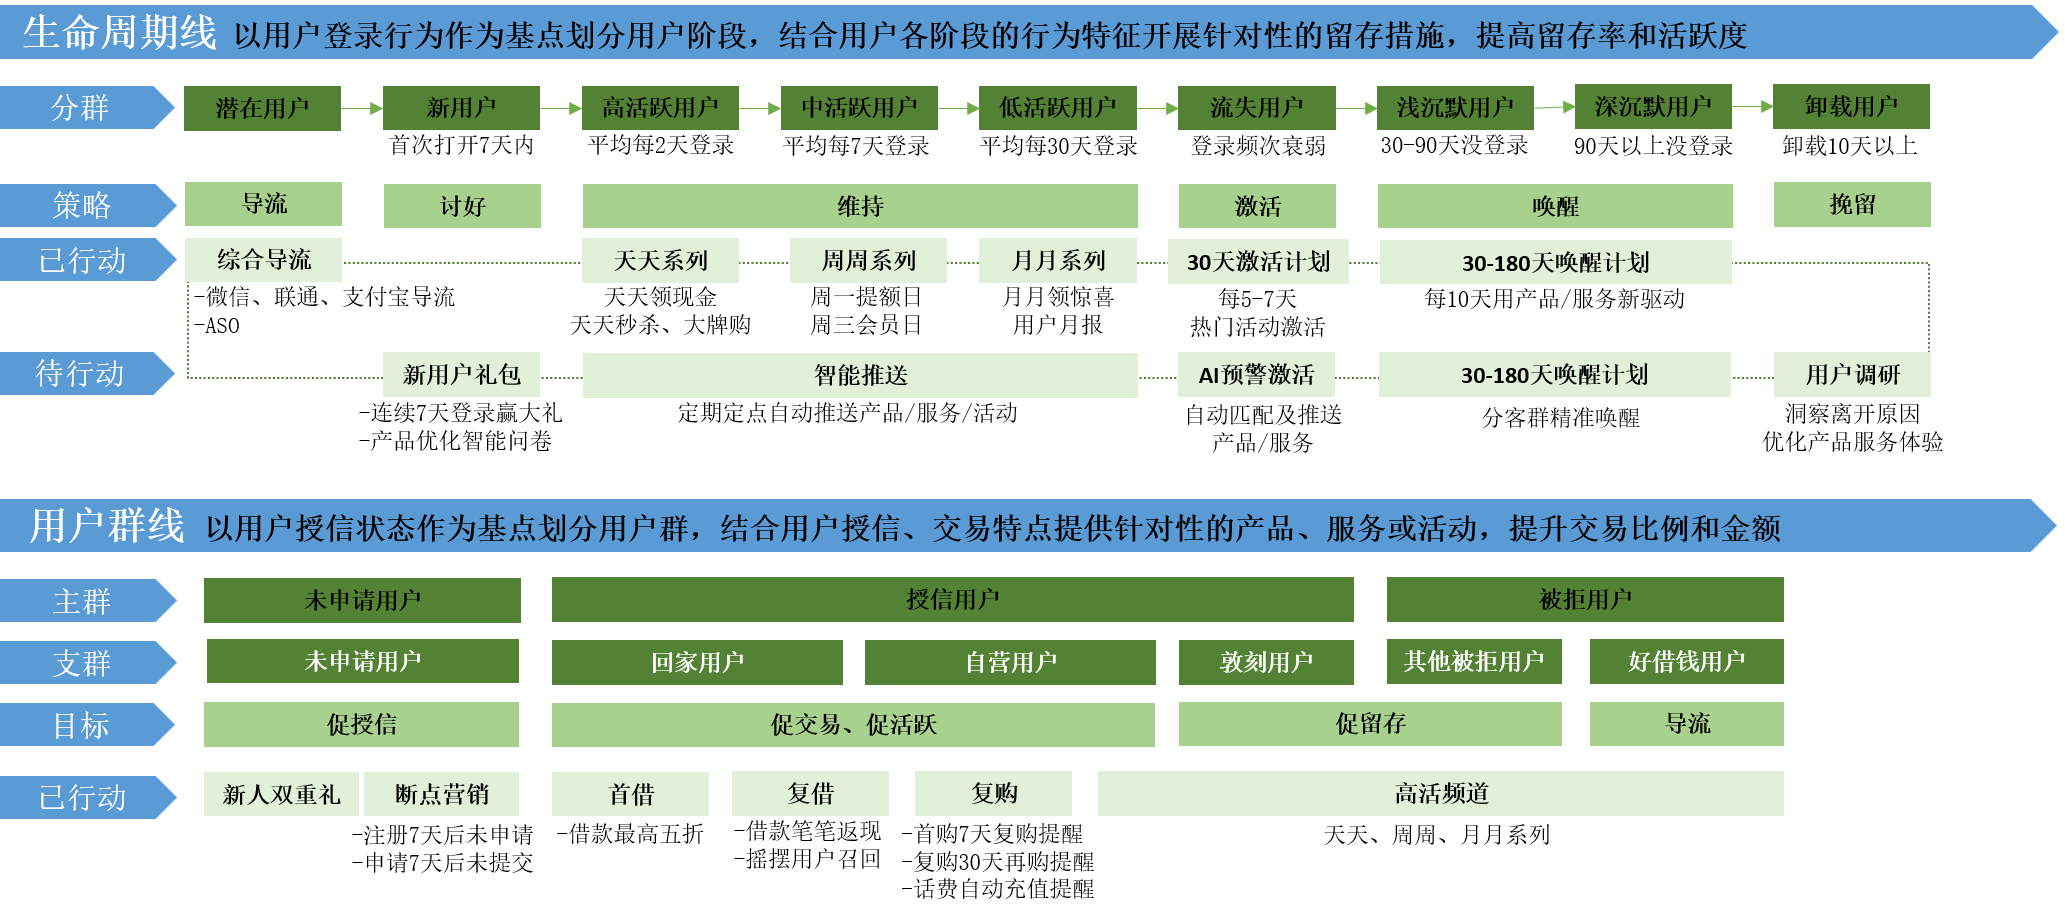 生命周期线 以用户登录行为作为基点划分用户阶段，结合用户各阶段的行为特征开展针对性的留存措施，提高留存率和活跃度
分群 潜在用户 新用户 高活跃用户 中活跃用户 低活跃用户 流失用户 浅沉默用户 深沉默用户 卸载用户
首次打开7天内 平均每2天登录 平均每7天登录 平均每30天登录 登录频次衰弱 30-90天没登录 90天以上没登录 卸载10天以上
策略 导流 讨好 维持 激活 唤醒 挽留
已行动 综合导流 天天系列 周周系列 月月系列 30天激活计划 30-180天唤醒计划
-微信、联通、支付宝导流 天天领现金 周一提额日 月月领惊喜 每5-7天 每10天用产品/服务新驱动
-ASO 天天秒杀、大牌购 周三会员日 用户月报 热门活动激活
待行动 新用户礼包 智能推送 AI预警激活 30-180天唤醒计划 用户调研
-连续7天登录赢大礼 定期定点自动推送产品/服务/活动 自动匹配及推送 分客群精准唤醒 洞察离开原因
-产品优化智能问卷 产品/服务 优化产品服务体验
用户群线 以用户授信状态作为基点划分用户群，结合用户授信、交易特点提供针对性的产品、服务或活动，提升交易比例和金额
主群 未申请用户 授信用户 被拒用户
支群 未申请用户 回家用户 自营用户 敦刻用户 其他被拒用户 好借钱用户
目标 促授信 促交易、促活跃 促留存 导流
已行动 新人双重礼 断点营销 首借 复借 复购 高活频道
-注册7天后未申请 -借款最高五折 -借款笔笔返现 -首购7天复购提醒 天天、周周、月月系列
-申请7天后未提交 -摇摆用户召回 -复购30天再购提醒
-话费自动充值提醒